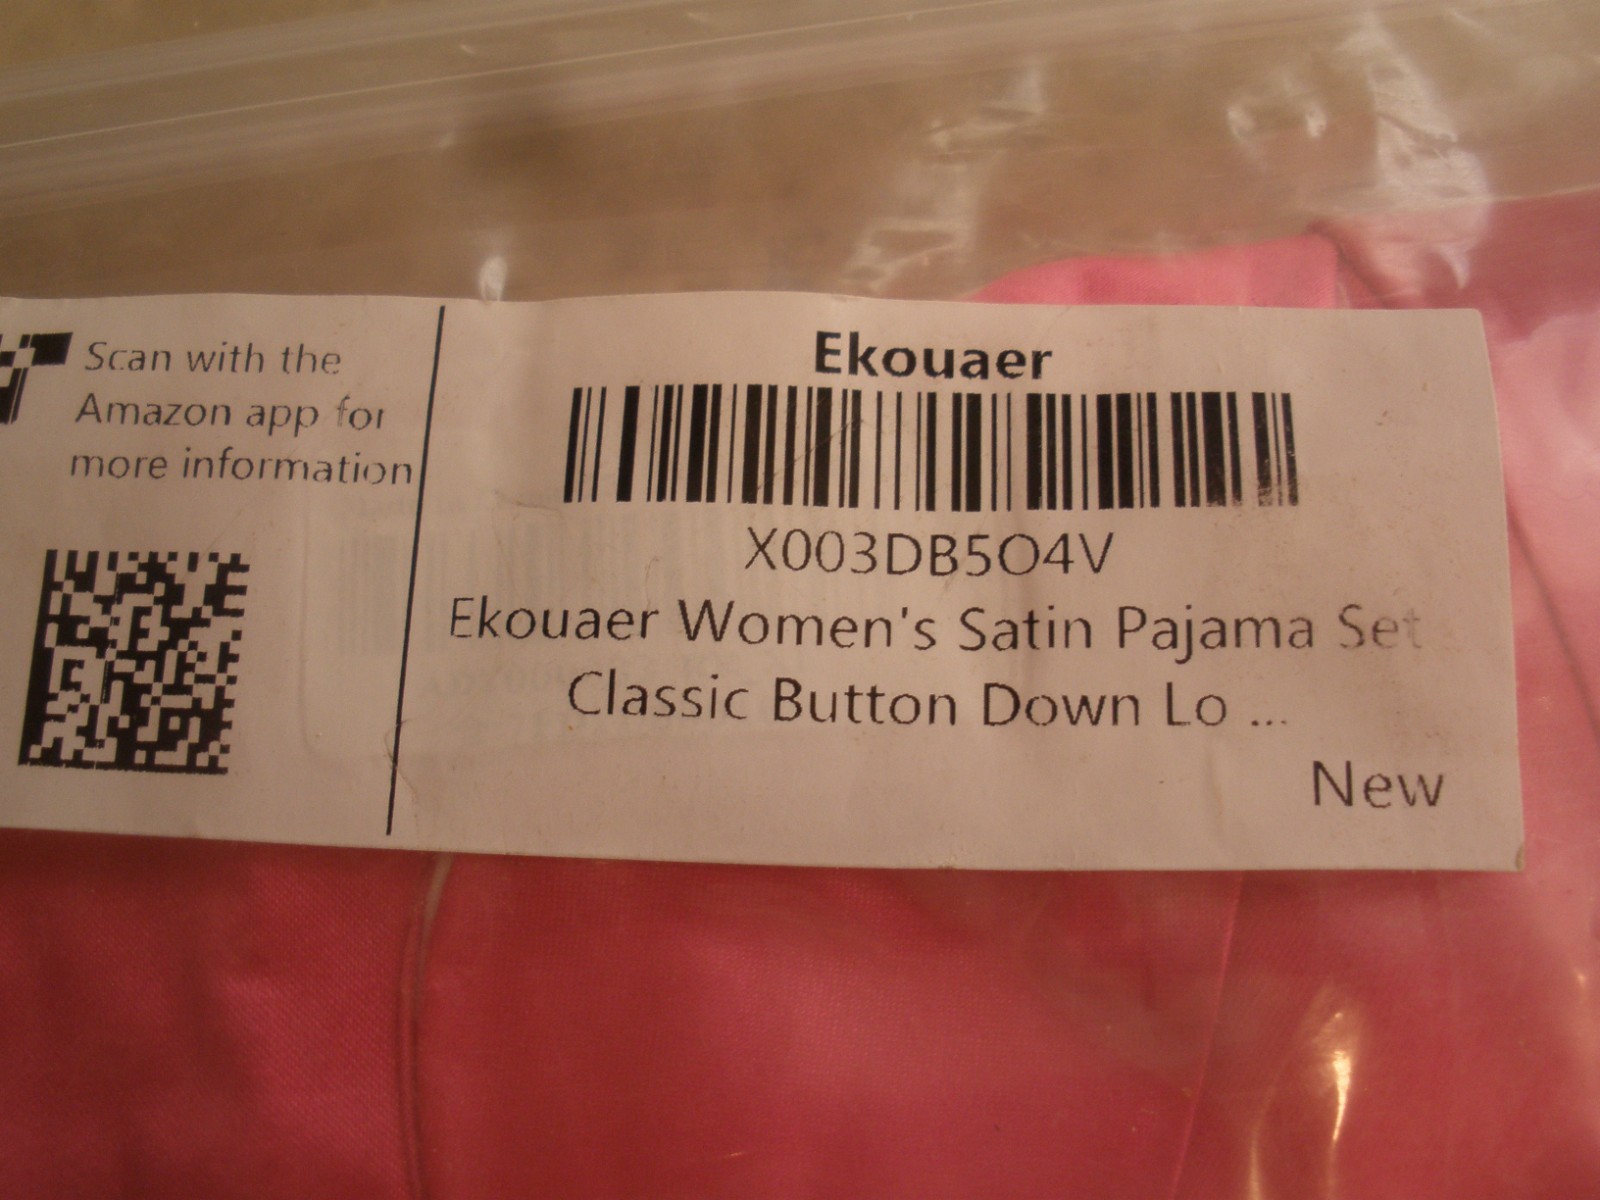 Scan with the
Amazon app for
more information
Ekouaer
X003DB5O4V
Ekouaer Women's Satin Pajama Set
Classic Button Down Lo ...
New